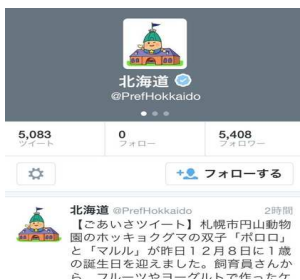 北海道
@PrefHokkaido
5,083
ツイート
0
フォロー
5,408
フォロワー
フォローする
北海道 @PrefHokkaido 2時間
【ごあいさツイート】札幌市円山動物
園のホッキョクグマの双子「ポロロ」
と「マルル」が昨日１２月８日に１歳
の誕生日を迎えました。飼育員さんか
ら、フルーツやヨーグルトで作ったケ